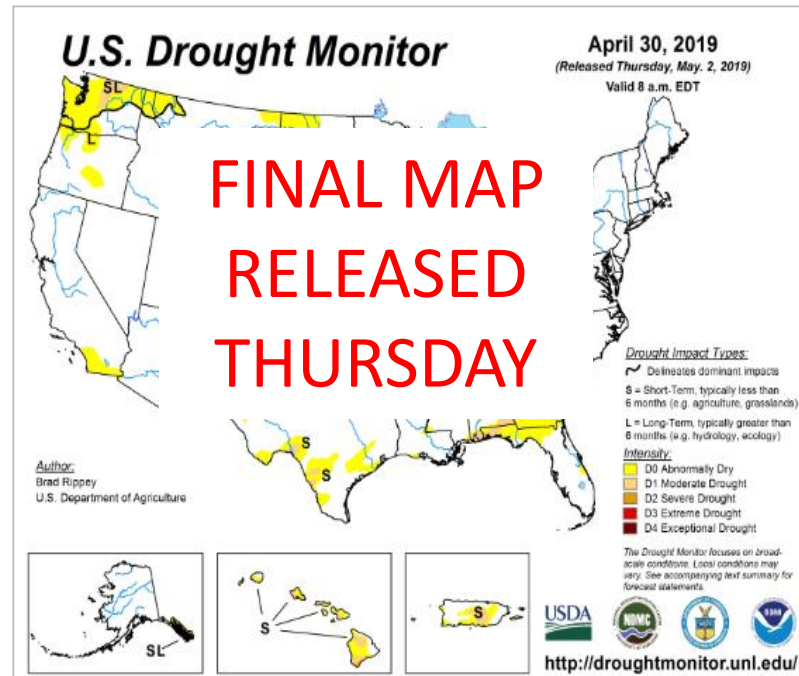 U.S. Drought Monitor
April 30, 2019
(Released Thursday, May. 2, 2019)
Valid 8 a.m. EDT
SL
L
FINAL MAP
RELEASED
THURSDAY
Drought Impact Types:
Delineates dominant impacts
S = Short-Term, typically less than
6 months (e.g. agriculture, grasslands)
L = Long-Term, typically greater than
6 months (e.g. hydrology, ecology)
Intensity:
D0 Abnormally Dry
D1 Moderate Drought
D2 Severe Drought
D3 Extreme Drought
D4 Exceptional Drought
S
S
Author:
Brad Rippey
U.S. Department of Agriculture
The Drought Monitor focuses on broad-
scale conditions. Local conditions may
vary. See accompanying text summary for
forecast statements.
SL
S
S
USDA
NDMC
http://droughtmonitor.unl.edu/